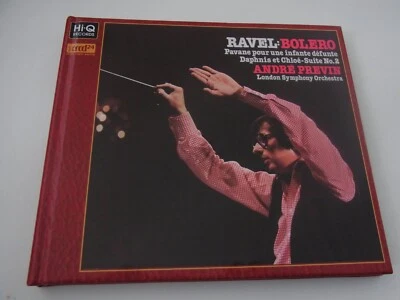 Hi-Q
RECORDS
xrcd24
RAVEL: BOLERO
Pavane pour une infante défunte
Daphnis et Chloé-Suite No.2
ANDRÉ PREVIN
London Symphony Orchestra